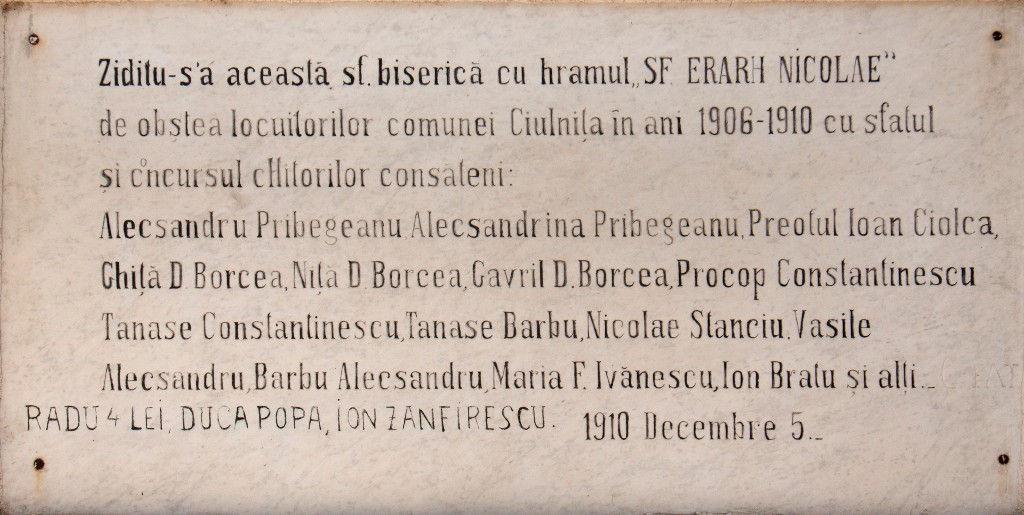 Ziditu-s'a această sf. biserică cu hramul „SF ERARH NICOLAE"
de obștea locuitorilor comunei Ciulnița în ani 1906-1910 cu sfatul
și concursul ctitorilor consateni:
Alecsandru Pribegeanu, Alecsandrina Pribegeanu, Preotul Ioan Ciolca,
Ghiță D Borcea, Niță D Borcea, Gavril D. Borcea, Procop Constantinescu
Tanase Constantinescu, Tanase Barbu, Nicolae Stanciu, Vasile
Alecsandru, Barbu Alecsandru, Maria F. Ivănescu, Ion Bratu și alți._
RADU 4 LEI, DUCA POPA, ION ZANFIRESCU.
1910 Decembre 5._